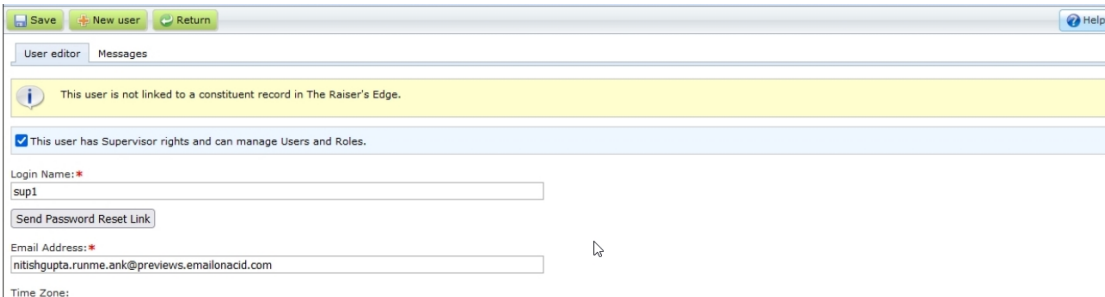 Save New user Return Help
User editor Messages
This user is not linked to a constituent record in The Raiser's Edge.
This user has Supervisor rights and can manage Users and Roles.
Login Name:*
sup1
Send Password Reset Link
Email Address:*
nitishgupta.runme.ank@previews.emailonacid.com
Time Zone: